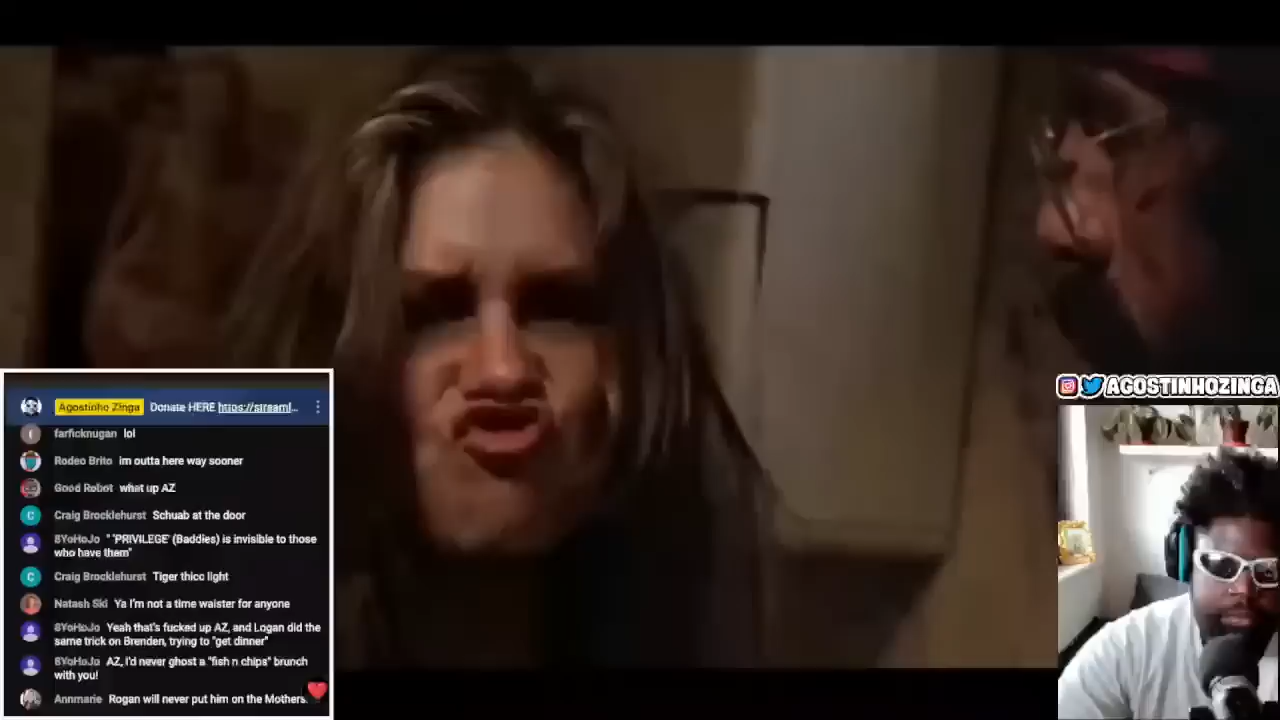 AGOSTINHOZINGA
Agostinho Zinga Donate HERE https://streaml...
farficknugan lol
Rodeo Brito im outta here way sooner
Good Robot what up AZ
Craig Brocklehurst Schuab at the door
8YoHoJo " 'PRIVILEGE' (Baddies) is invisible to those
who have them"
Craig Brocklehurst Tiger thicc light
Natash Ski Ya I'm not a time waister for anyone
8YoHoJo Yeah that's fucked up AZ, and Logan did the
same trick on Brenden, trying to "get dinner"
8YoHoJo AZ, I'd never ghost a "fish n chips" brunch
with you!
Annmarie Rogan will never put him on the Mothers